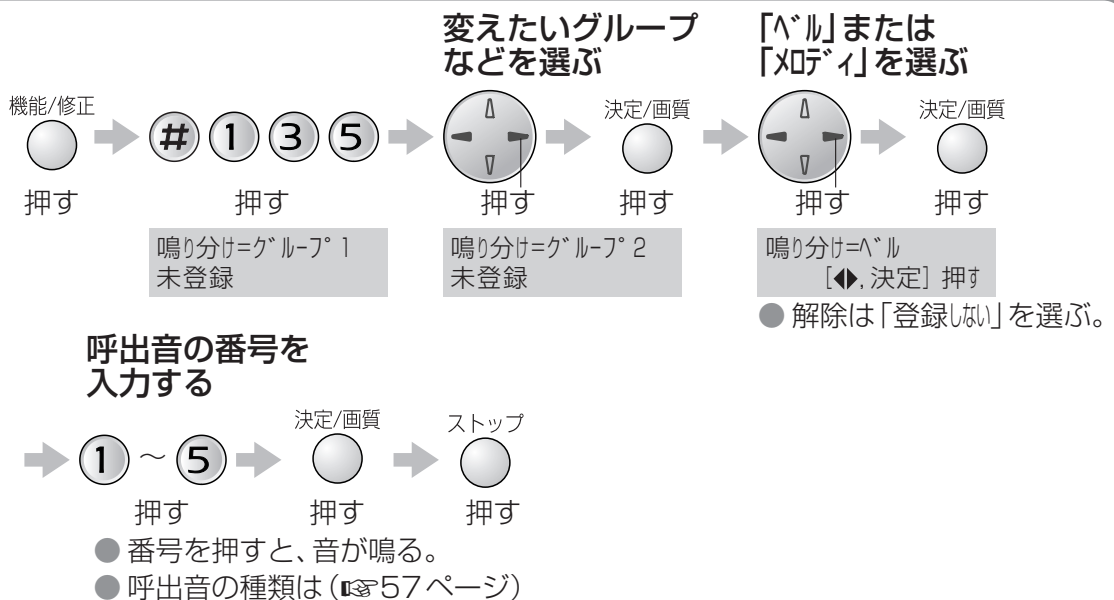 変えたいグループ
などを選ぶ
「ﾍﾞﾙ」または
「ﾒﾛﾃﾞｨ」を選ぶ
機能/修正
# 1 3 5
決定/画質
決定/画質
押す
押す
押す
押す
押す
押す
鳴り分け=ｸﾞﾙｰﾌﾟ1
未登録
鳴り分け=ｸﾞﾙｰﾌﾟ2
未登録
鳴り分け=ﾍﾞﾙ
[◀▶,決定] 押す
● 解除は「登録しない」を選ぶ。
呼出音の番号を
入力する
1 ～ 5
決定/画質
ストップ
押す
押す
押す
● 番号を押すと、音が鳴る。
● 呼出音の種類は(☞57ページ)